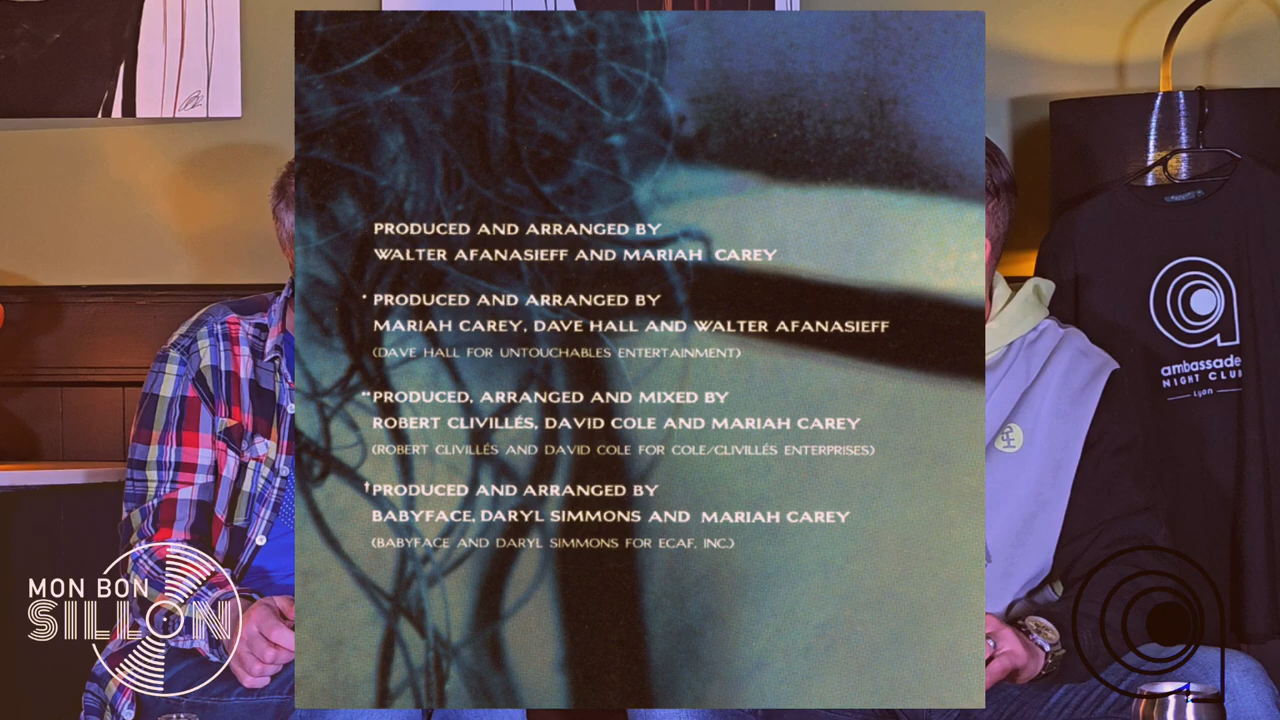 PRODUCED AND ARRANGED BY
WALTER AFANASIEFF AND MARIAH CAREY
* PRODUCED AND ARRANGED BY
MARIAH CAREY, DAVE HALL AND WALTER AFANASIEFF
(DAVE HALL FOR UNTOUCHABLES ENTERTAINMENT)
**PRODUCED, ARRANGED AND MIXED BY
ROBERT CLIVILLÉS, DAVID COLE AND MARIAH CAREY
(ROBERT CLIVILLÉS AND DAVID COLE FOR COLE/CLIVILLÉS ENTERPRISES)
†PRODUCED AND ARRANGED BY
BABYFACE, DARYL SIMMONS AND MARIAH CAREY
(BABYFACE AND DARYL SIMMONS FOR ECAF, INC.)
ambassade
NIGHT CLUB
Lyon
MON BON
SILLON